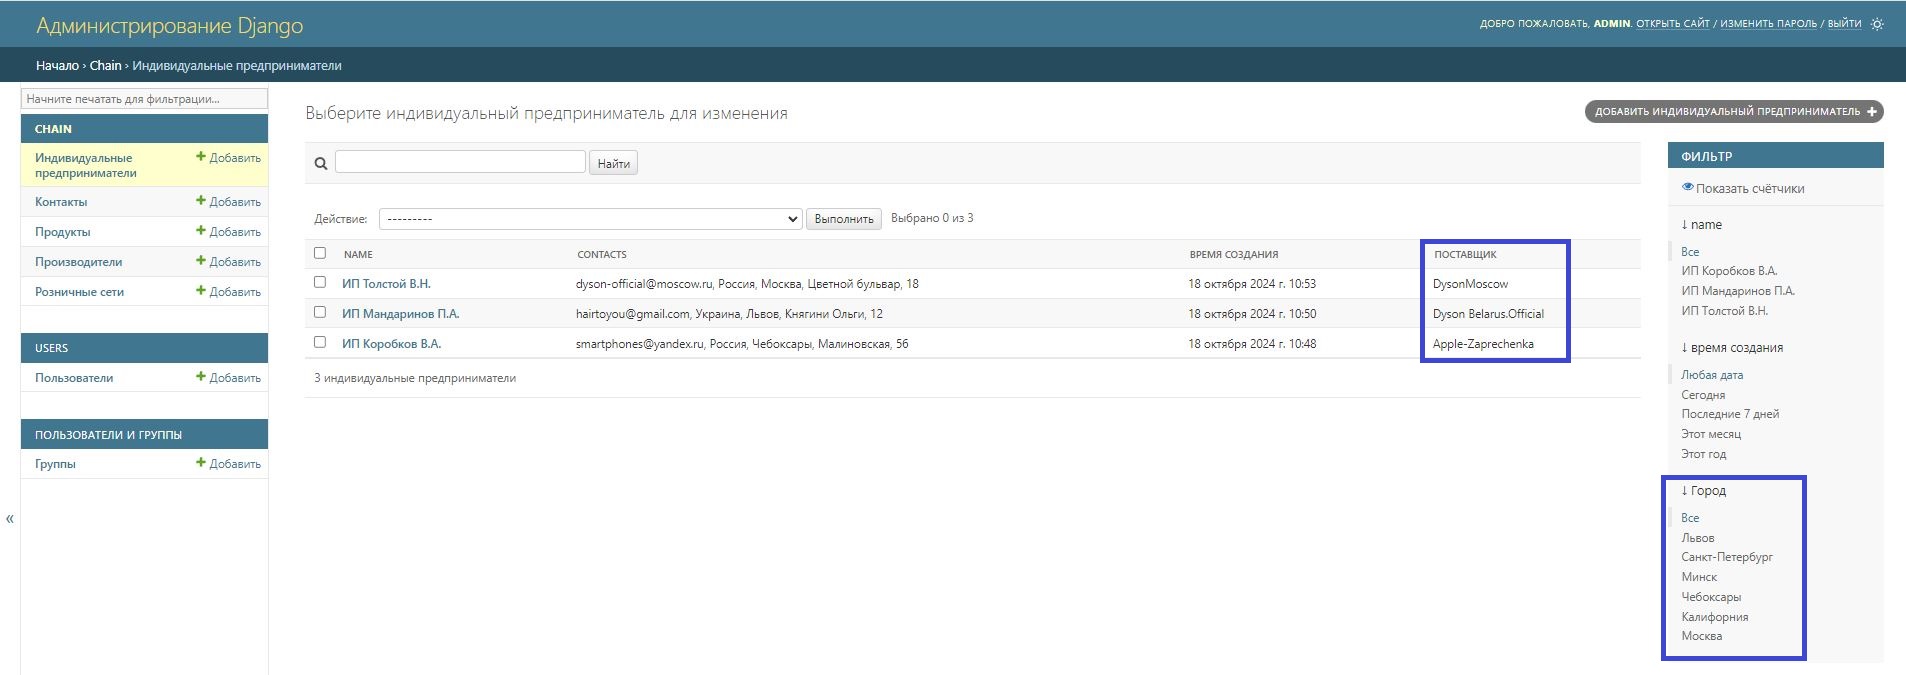 Администрирование Django
ДОБРО ПОЖАЛОВАТЬ, ADMIN. ОТКРЫТЬ САЙТ / ИЗМЕНИТЬ ПАРОЛЬ / ВЫЙТИ
Начало › Chain › Индивидуальные предприниматели
Начните печатать для фильтрации...
CHAIN
Индивидуальные предприниматели + Добавить
Контакты + Добавить
Продукты + Добавить
Производители + Добавить
Розничные сети + Добавить
USERS
Пользователи + Добавить
ПОЛЬЗОВАТЕЛИ И ГРУППЫ
Группы + Добавить
«
Выберите индивидуальный предприниматель для изменения
ДОБАВИТЬ ИНДИВИДУАЛЬНЫЙ ПРЕДПРИНИМАТЕЛЬ +
Найти
Действие: --------- Выполнить Выбрано 0 из 3
NAME CONTACTS ВРЕМЯ СОЗДАНИЯ ПОСТАВЩИК
ИП Толстой В.Н. dyson-official@moscow.ru, Россия, Москва, Цветной бульвар, 18 18 октября 2024 г. 10:53 DysonMoscow
ИП Мандаринов П.А. hairtoyou@gmail.com, Украина, Львов, Княгини Ольги, 12 18 октября 2024 г. 10:50 Dyson Belarus.Official
ИП Коробков В.А. smartphones@yandex.ru, Россия, Чебоксары, Малиновская, 56 18 октября 2024 г. 10:48 Apple-Zaprechenka
3 индивидуальные предприниматели
ФИЛЬТР
Показать счётчики
↓ name
Все
ИП Коробков В.А.
ИП Мандаринов П.А.
ИП Толстой В.Н.
↓ время создания
Любая дата
Сегодня
Последние 7 дней
Этот месяц
Этот год
↓ Город
Все
Львов
Санкт-Петербург
Минск
Чебоксары
Калифорния
Москва